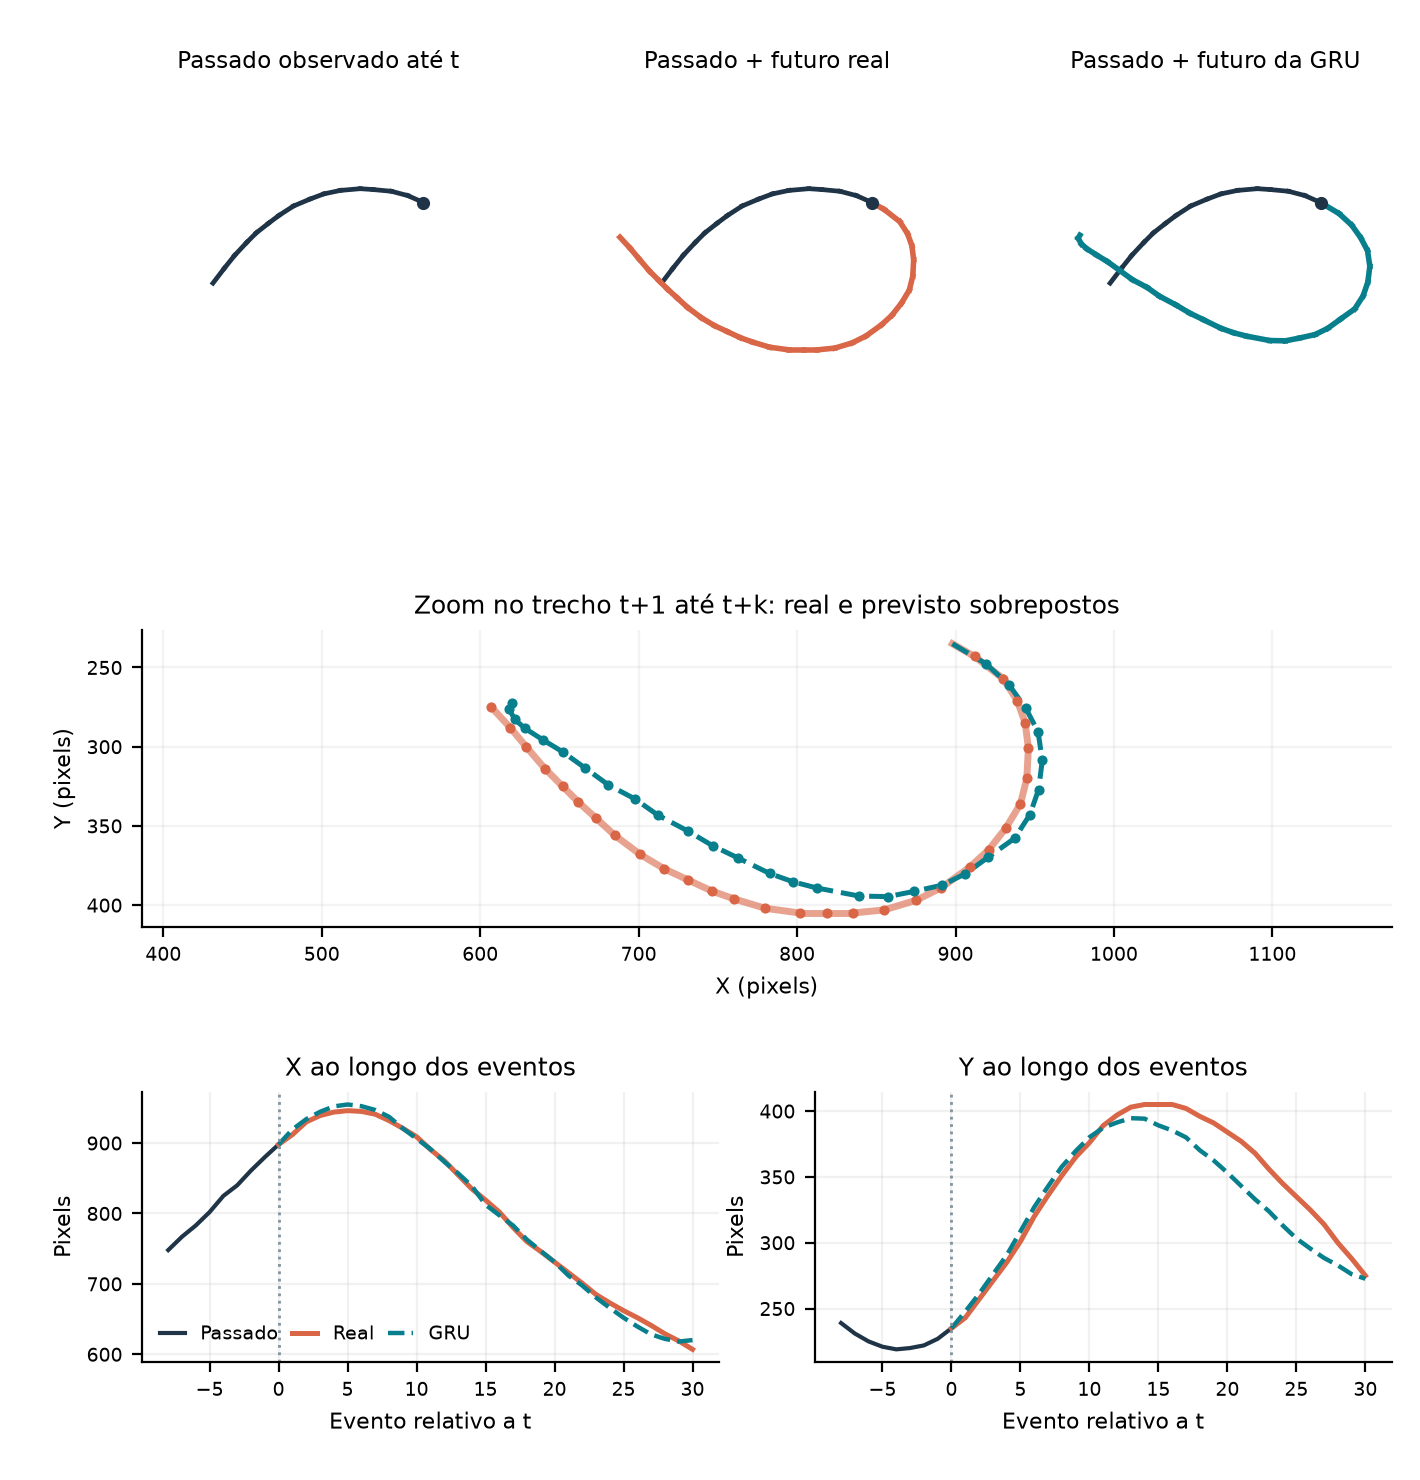 Passado observado até t
Passado + futuro real
Passado + futuro da GRU
Zoom no trecho t+1 até t+k: real e previsto sobrepostos
Y (pixels)
250
300
350
400
400 500 600 700 800 900 1000 1100
X (pixels)
X ao longo dos eventos
Pixels
900
800
700
600
Passado Real GRU
−5 0 5 10 15 20 25 30
Evento relativo a t
Y ao longo dos eventos
Pixels
400
350
300
250
−5 0 5 10 15 20 25 30
Evento relativo a t